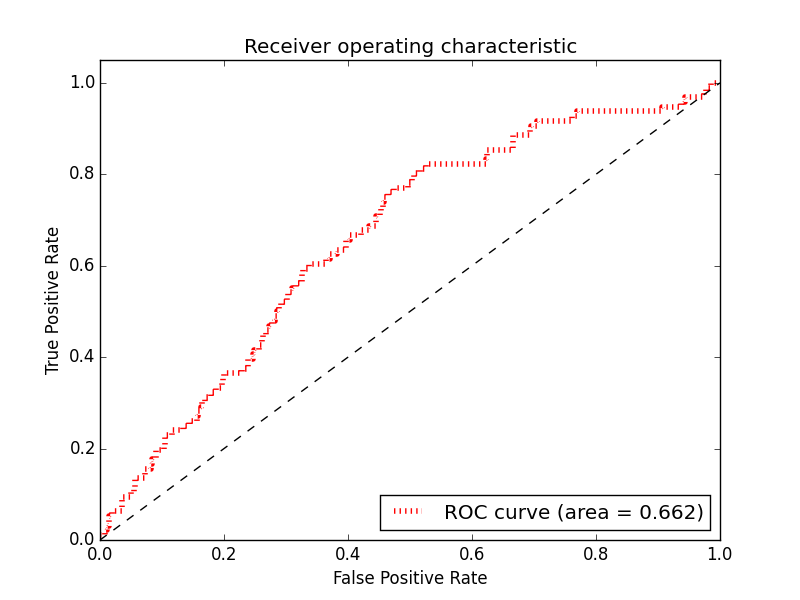 Receiver operating characteristic
1.0
0.8
0.6
0.4
0.2
0.0
True Positive Rate
ROC curve (area = 0.662)
0.0 0.2 0.4 0.6 0.8 1.0
False Positive Rate